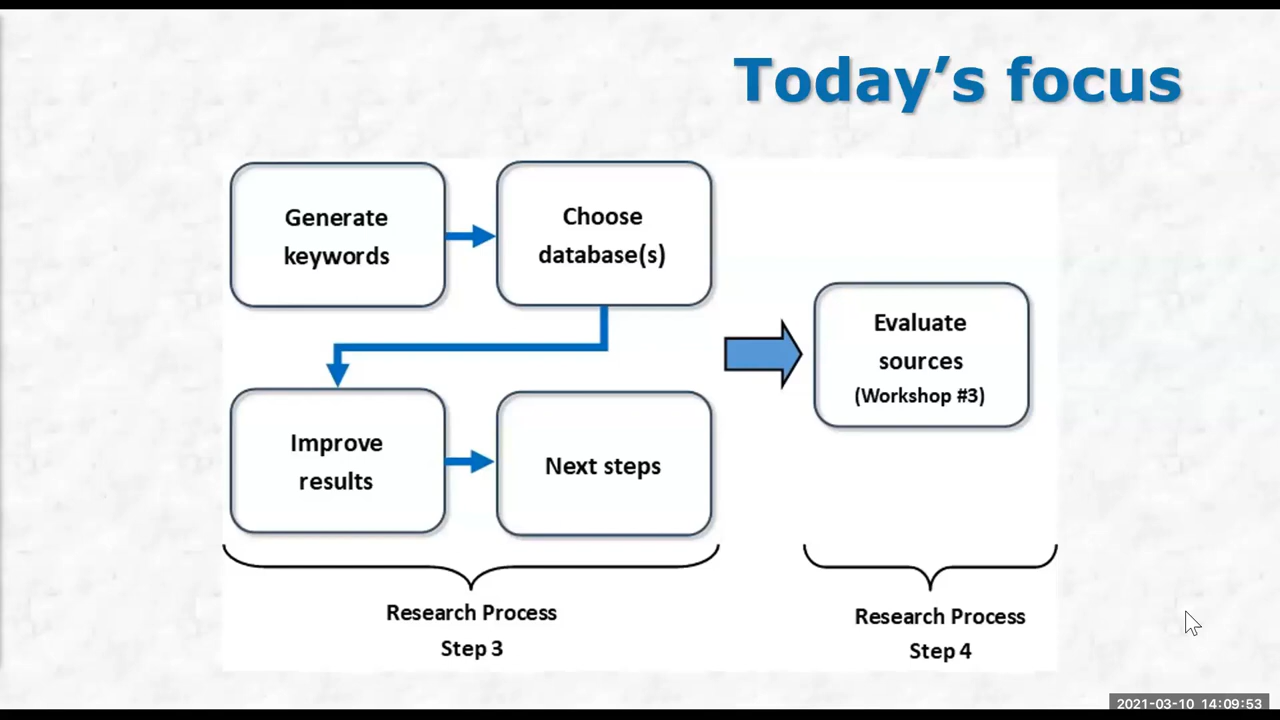 Today's focus
Generate
keywords
Choose
database(s)
Improve
results
Next steps
Evaluate
sources
(Workshop #3)
Research Process
Step 3
Research Process
Step 4
2021-03-10 14:09:53